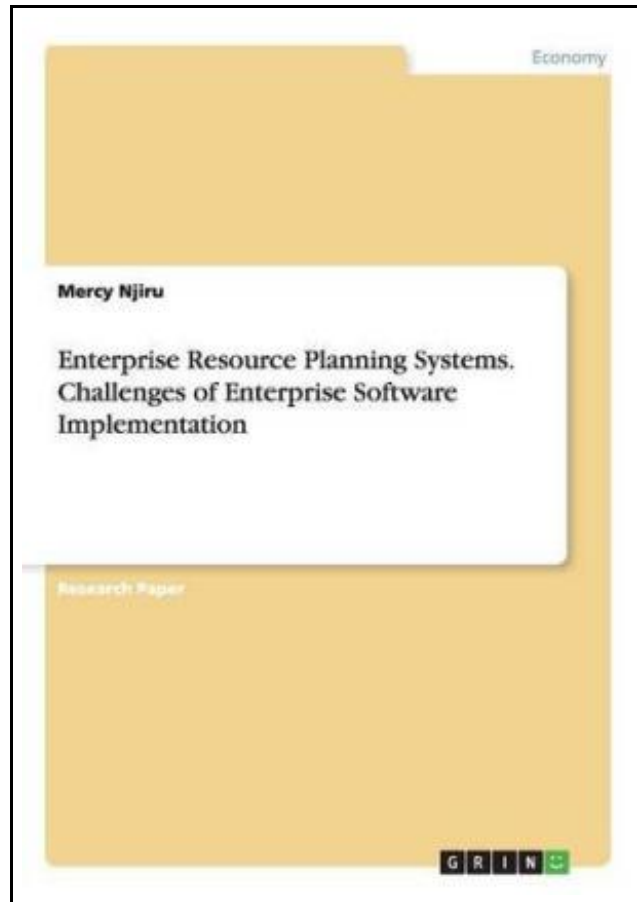 Economy
Mercy Njiru
Enterprise Resource Planning Systems.
Challenges of Enterprise Software
Implementation
Research Paper
GRIN